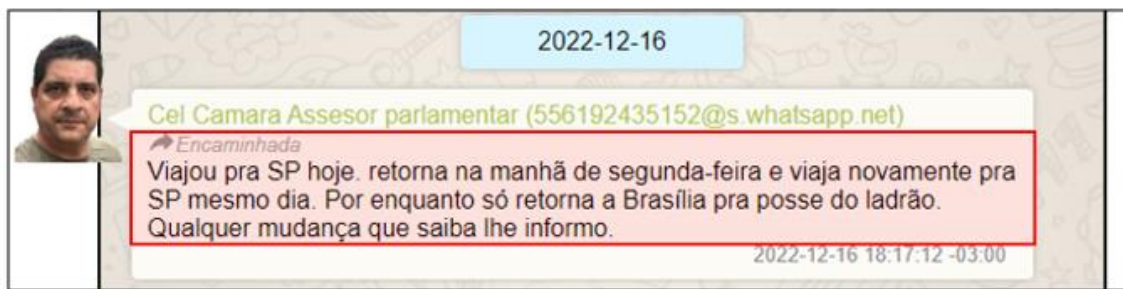 2022-12-16
Cel Camara Assesor parlamentar (556192435152@s.whatsapp.net)
Encaminhada
Viajou pra SP hoje. retorna na manhã de segunda-feira e viaja novamente pra
SP mesmo dia. Por enquanto só retorna a Brasília pra posse do ladrão.
Qualquer mudança que saiba lhe informo.
2022-12-16 18:17:12 -03:00